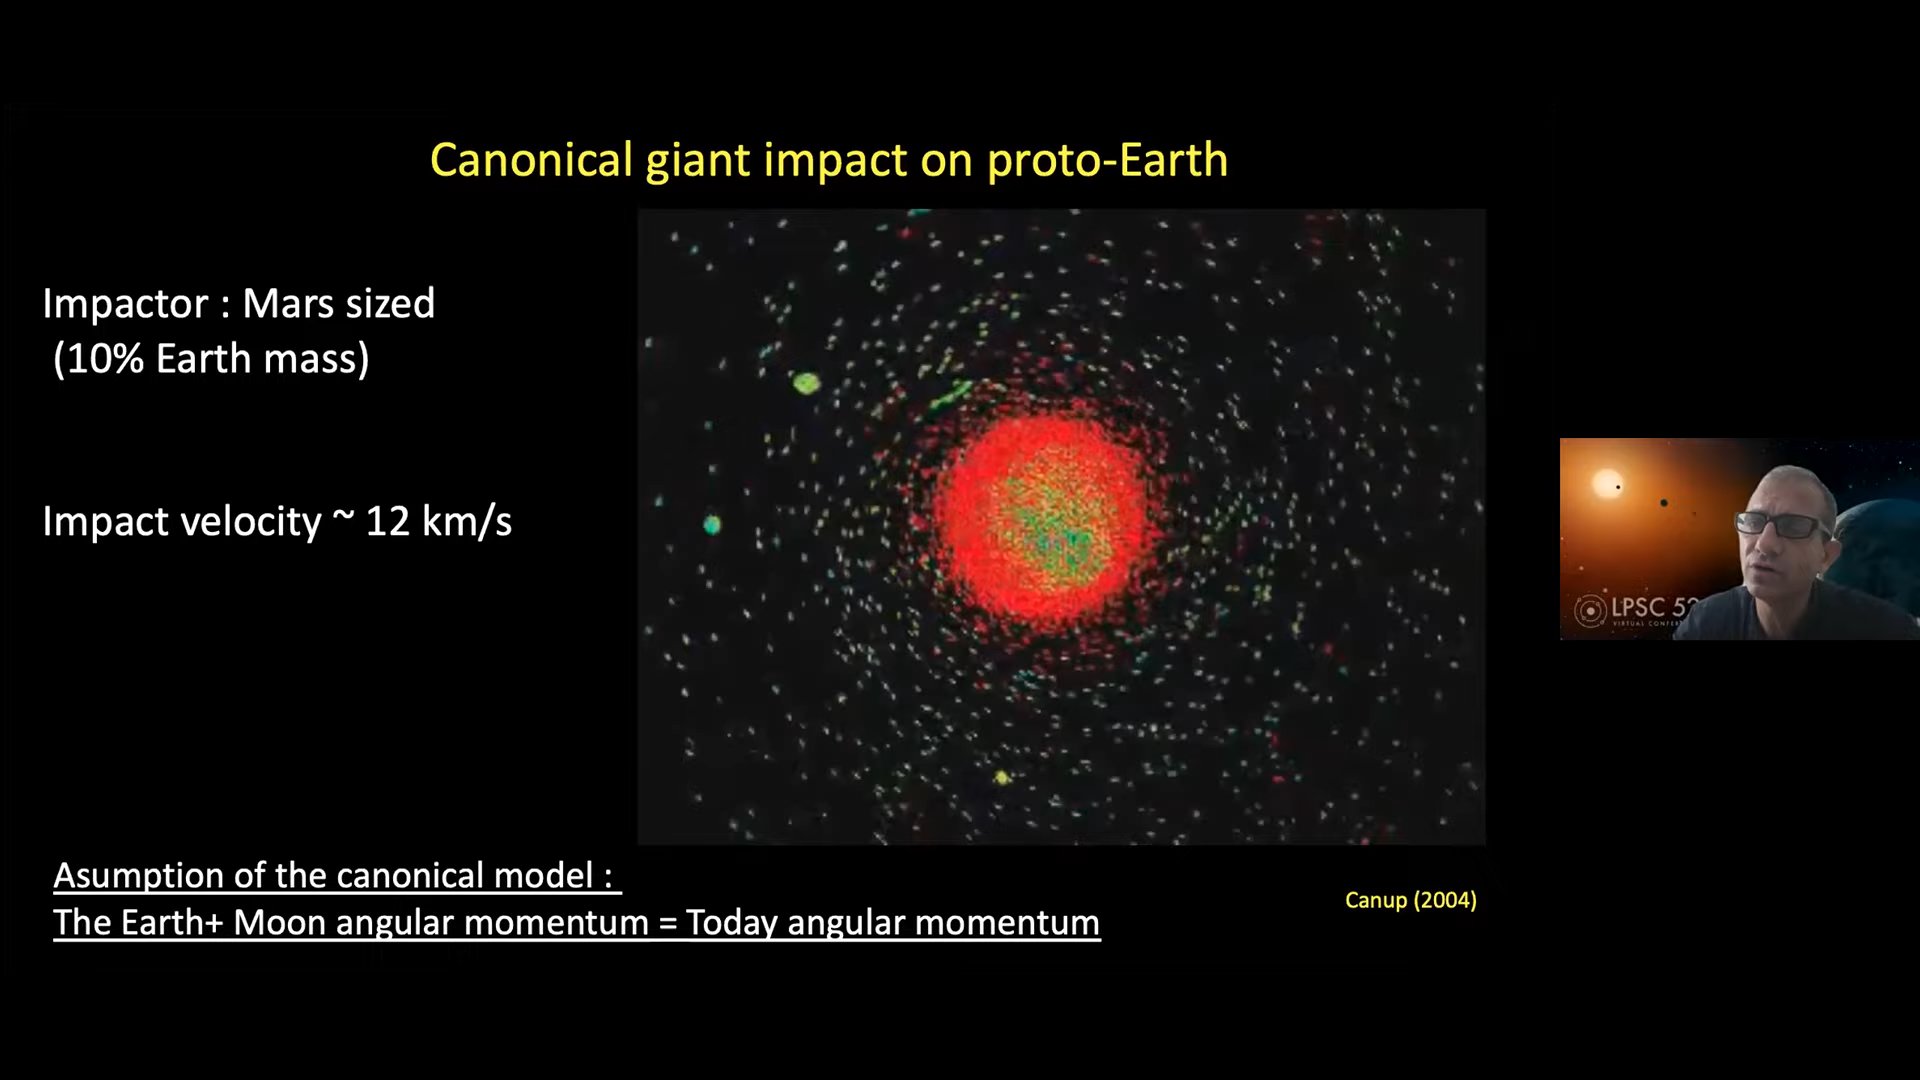 Canonical giant impact on proto-Earth
Impactor : Mars sized
(10% Earth mass)
Impact velocity ~ 12 km/s
Asumption of the canonical model :
The Earth+ Moon angular momentum = Today angular momentum
Canup (2004)
LPSC
VIRTUAL